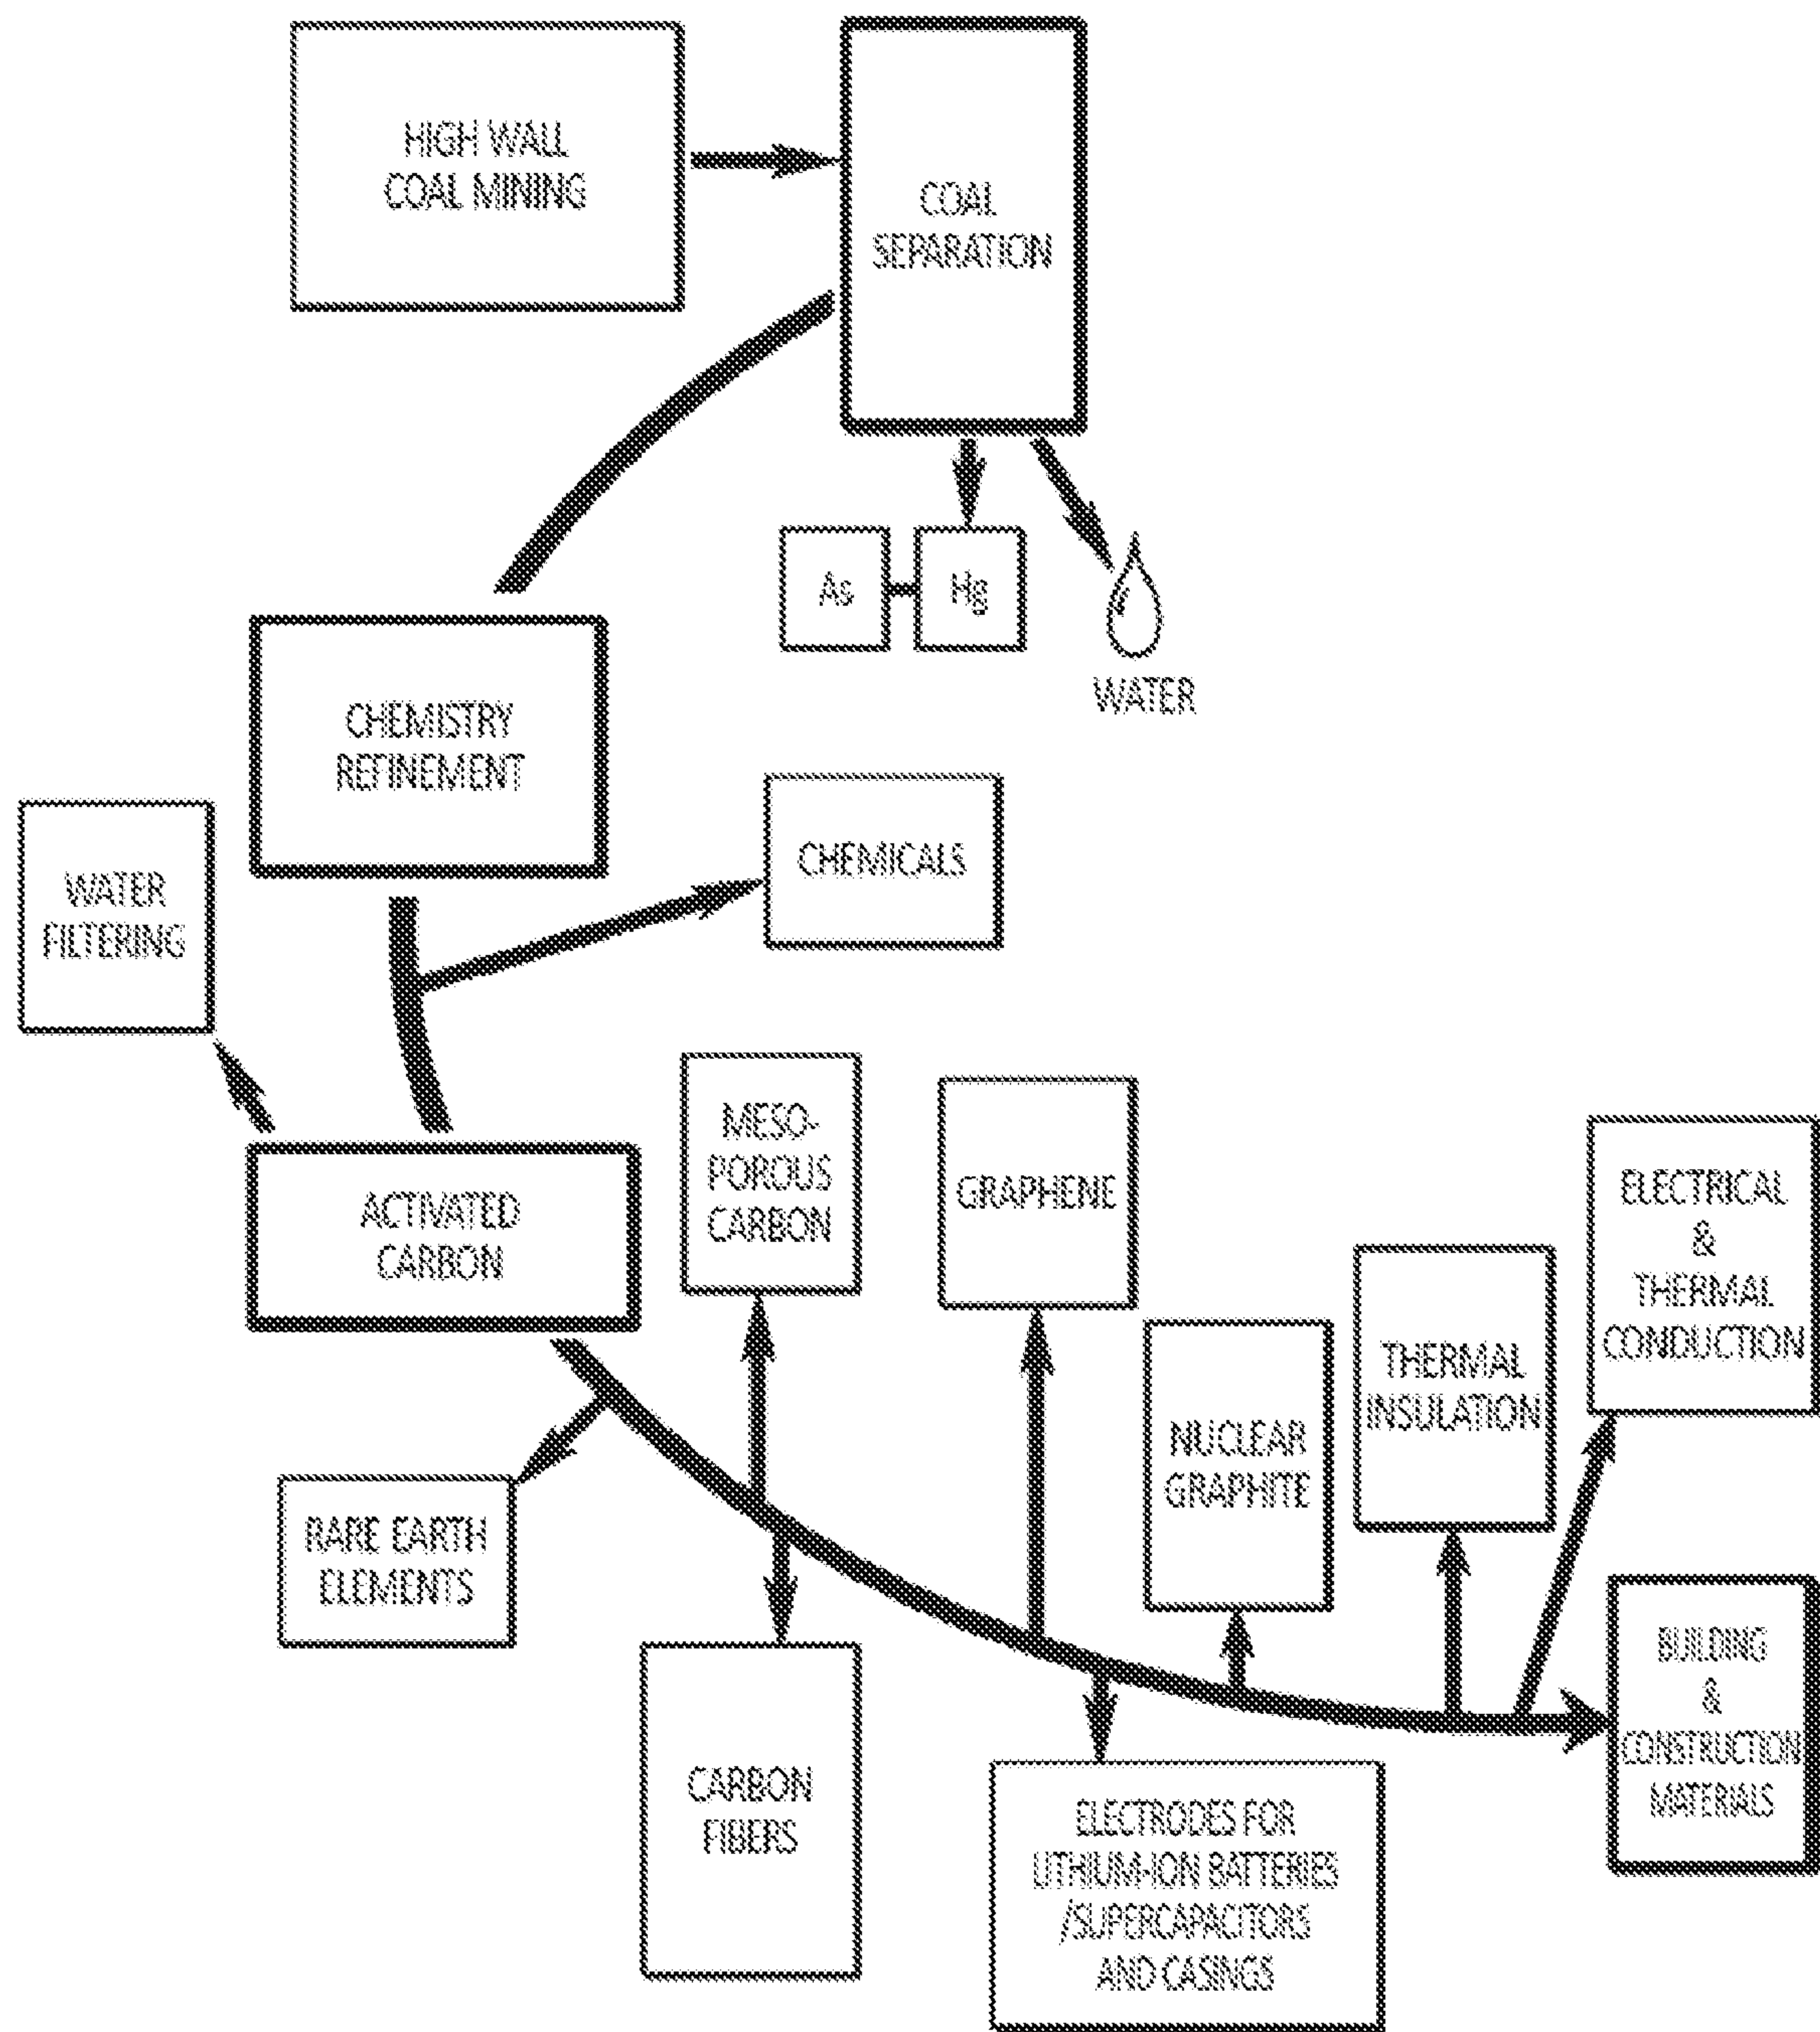 HIGH WALL
COAL MINING
COAL
SEPARATION
As
Hg
WATER
CHEMISTRY
REFINEMENT
CHEMICALS
WATER
FILTERING
ACTIVATED
CARBON
MESO-
POROUS
CARBON
GRAPHENE
ELECTRICAL
&
THERMAL
CONDUCTION
THERMAL
INSULATION
NUCLEAR
GRAPHITE
RARE EARTH
ELEMENTS
BUILDING
&
CONSTRUCTION
MATERIALS
CARBON
FIBERS
ELECTRODES FOR
LITHIUM-ION BATTERIES
/SUPERCAPACITORS
AND CASINGS